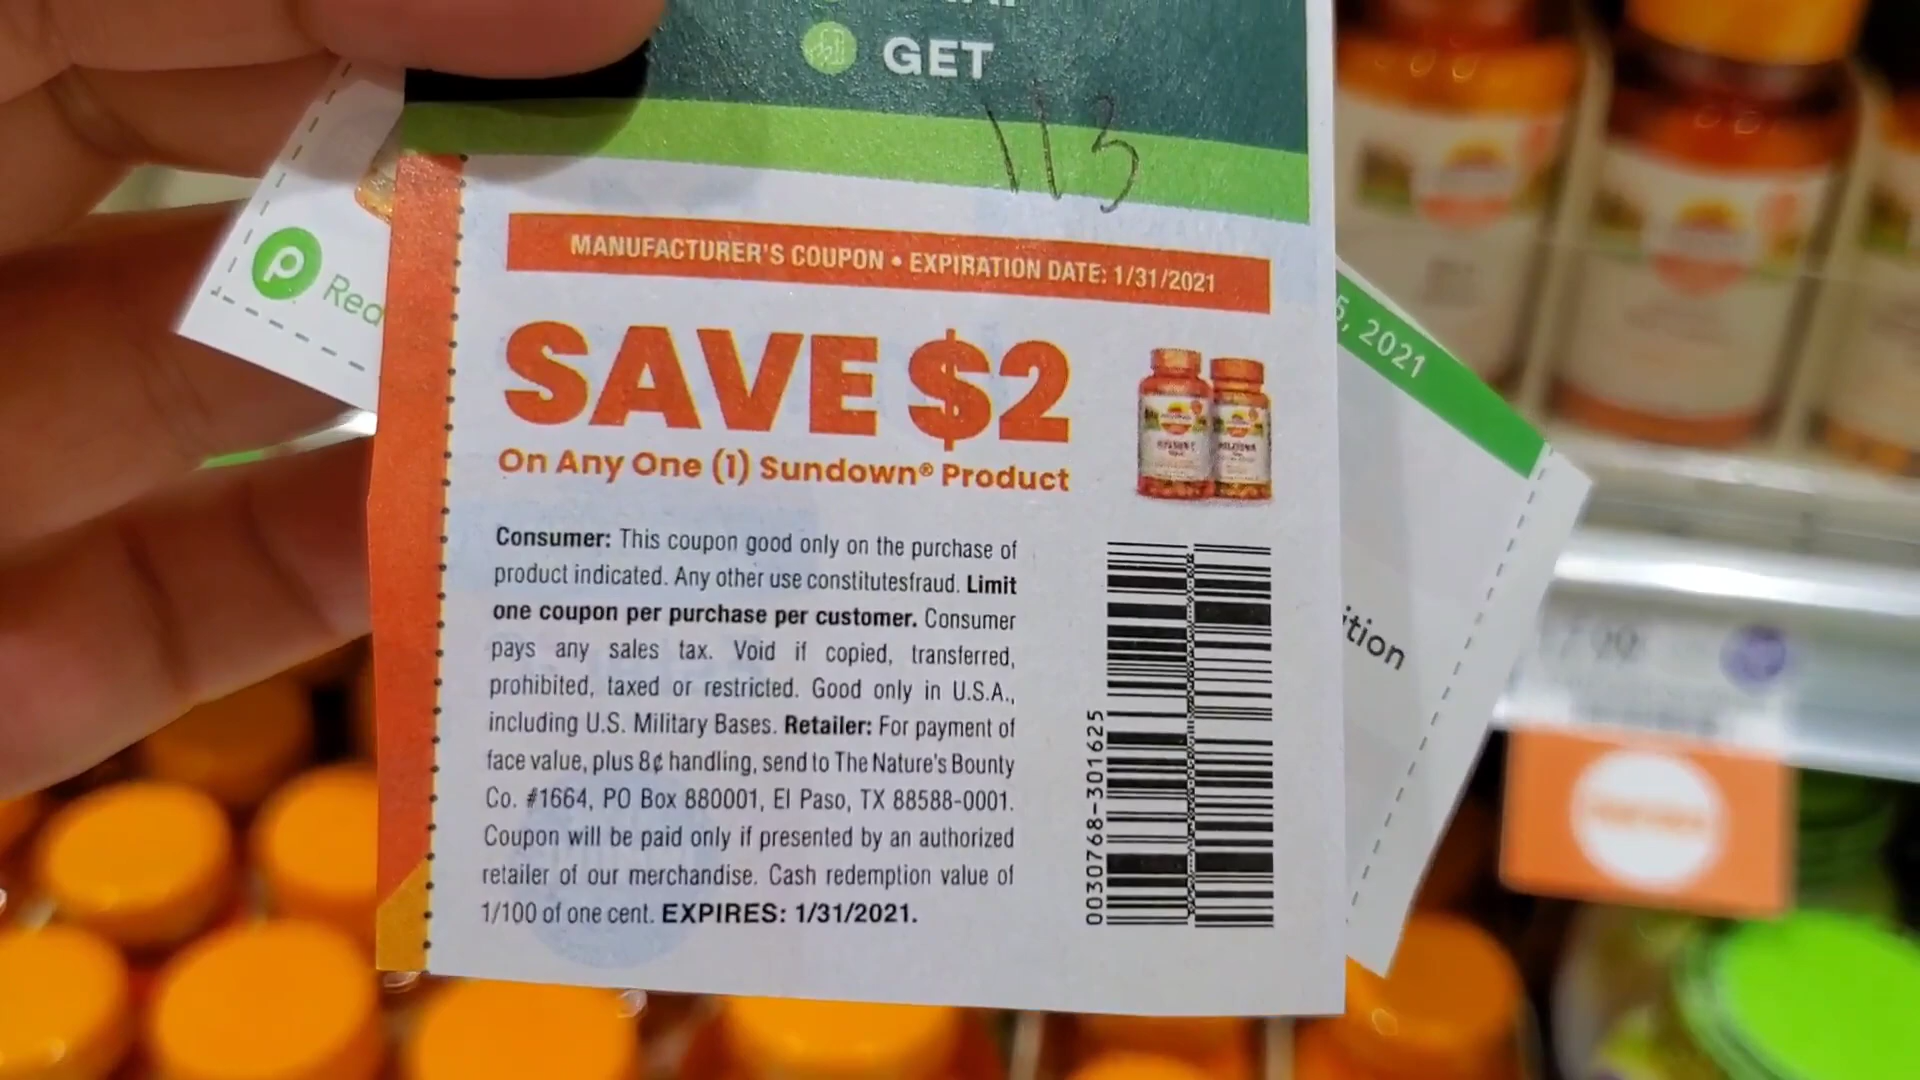 GET
1/3
MANUFACTURER'S COUPON • EXPIRATION DATE: 1/31/2021
SAVE $2
On Any One (1) Sundown® Product
Consumer: This coupon good only on the purchase of
product indicated. Any other use constitutesfraud. Limit
one coupon per purchase per customer. Consumer
pays any sales tax. Void if copied, transferred,
prohibited, taxed or restricted. Good only in U.S.A.,
including U.S. Military Bases. Retailer: For payment of
face value, plus 8¢ handling, send to The Nature's Bounty
Co. #1664, PO Box 880001, El Paso, TX 88588-0001.
Coupon will be paid only if presented by an authorized
retailer of our merchandise. Cash redemption value of
1/100 of one cent. EXPIRES: 1/31/2021.
0030768-301625
5, 2021